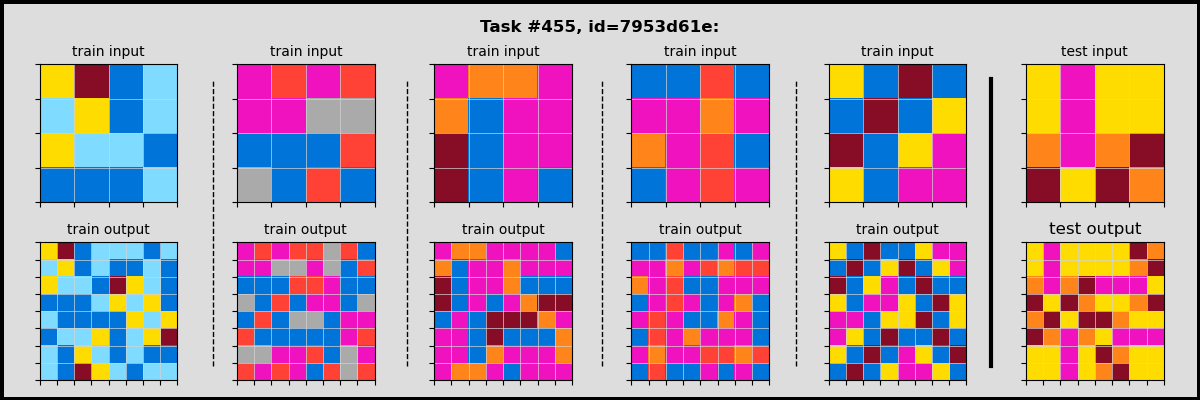 Task #455, id=7953d61e:
train input train input train input train input train input test input
train output train output train output train output train output test output